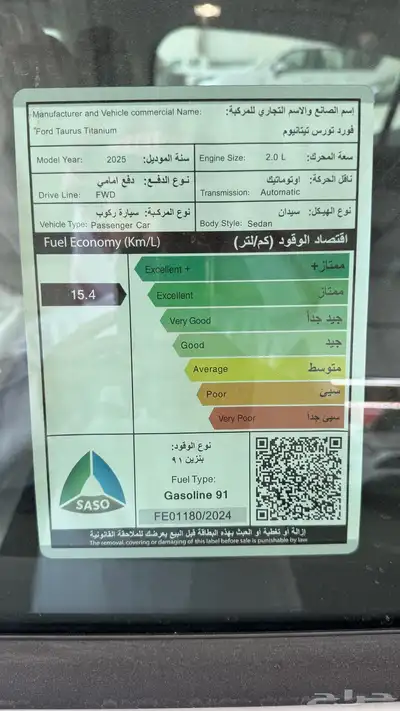 Manufacturer and Vehicle commercial Name: إسم الصانع والاسم التجاري للمركبة:
Ford Taurus Titanium فورد تورس تيتانيوم
Model Year: 2025 سنة الموديل:
Engine Size: 2.0 L سعة المحرك:
نوع الدفع: دفع امامي
Drive Line: FWD
ناقل الحركة: اوتوماتيك
Transmission: Automatic
نوع المركبة: سيارة ركوب
Vehicle Type: Passenger Car
نوع الهيكل: سيدان
Body Style: Sedan
Fuel Economy (Km/L) اقتصاد الوقود (كم/لتر)
Excellent + ممتاز+
15.4
Excellent ممتاز
Very Good جيد جداً
Good جيد
Average متوسط
Poor سيئ
Very Poor سيئ جداً
نوع الوقود:
بنزين ٩١
Fuel Type:
Gasoline 91
FE01180/2024
SASO
إزالة أو تغطية أو العبث بهذه البطاقة قبل البيع يعرضك للملاحقة القانونية
The removal, covering or damaging of this label before sale is punishable by law
حراج